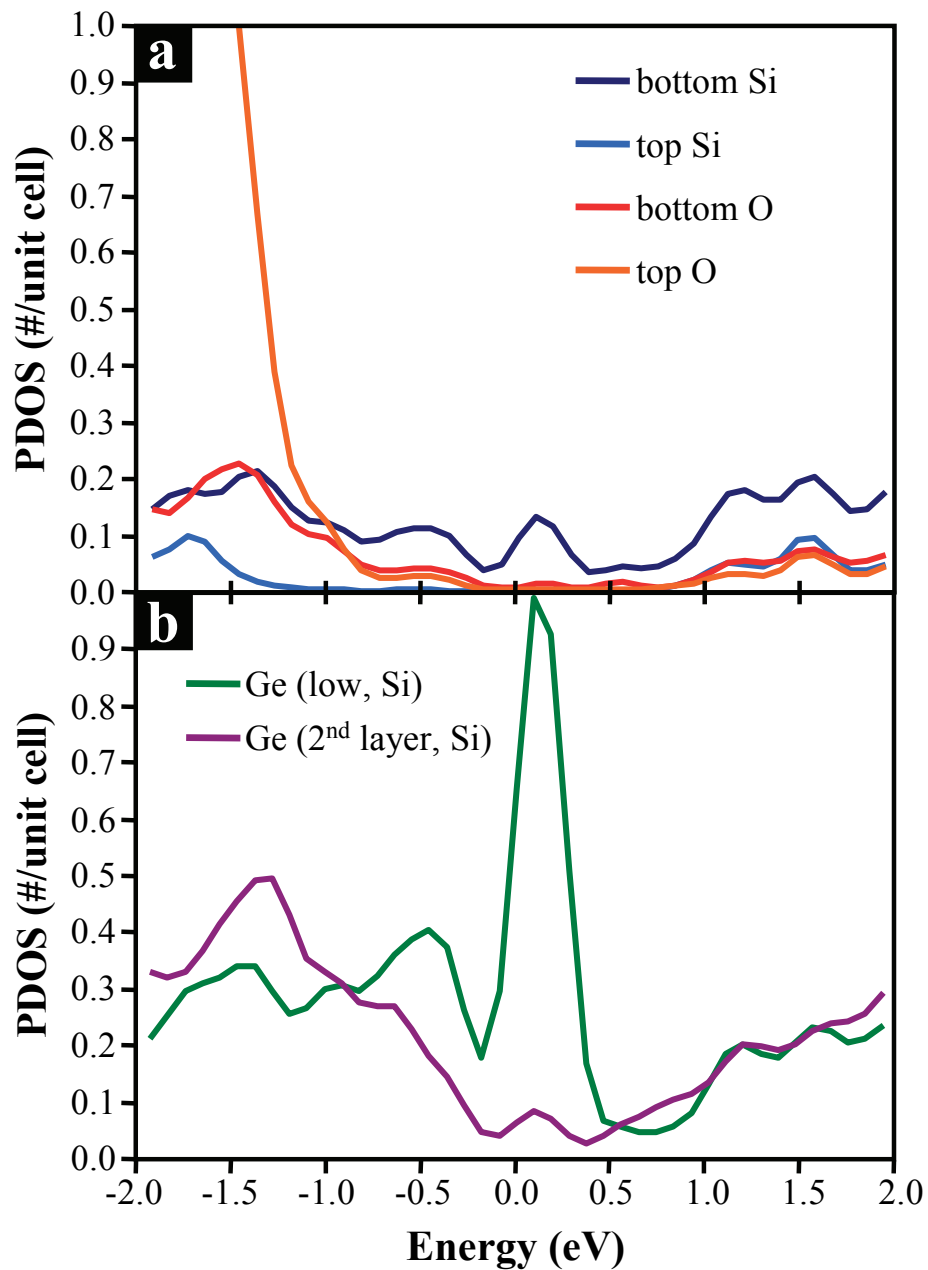 a
1.0
0.9
0.8
0.7
0.6
0.5
0.4
0.3
0.2
0.1
0.0
PDOS (#/unit cell)
bottom Si
top Si
bottom O
top O
b
0.9
0.8
0.7
0.6
0.5
0.4
0.3
0.2
0.1
0.0
PDOS (#/unit cell)
Ge (low, Si)
Ge (2nd layer, Si)
-2.0 -1.5 -1.0 -0.5 0.0 0.5 1.0 1.5 2.0
Energy (eV)